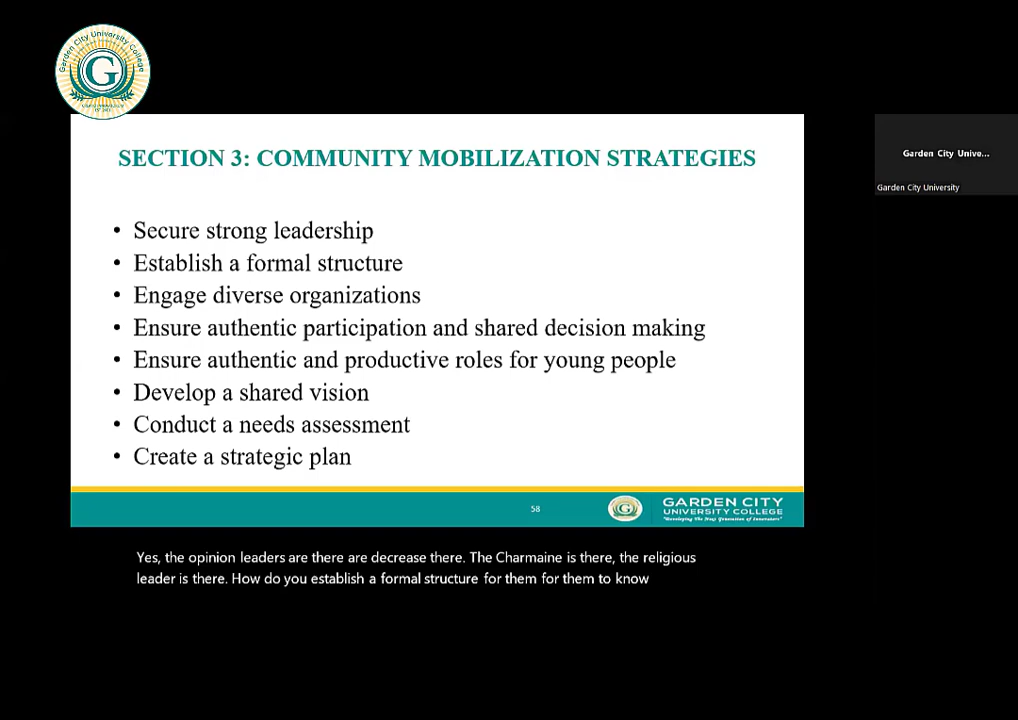 Garden City University College
G
SECTION 3: COMMUNITY MOBILIZATION STRATEGIES
Garden City Unive...
Garden City University
• Secure strong leadership
• Establish a formal structure
• Engage diverse organizations
• Ensure authentic participation and shared decision making
• Ensure authentic and productive roles for young people
• Develop a shared vision
• Conduct a needs assessment
• Create a strategic plan
58
GARDEN CITY
UNIVERSITY COLLEGE
"Developing The Next Generation of Innovators"
Yes, the opinion leaders are there are decrease there. The Charmaine is there, the religious
leader is there. How do you establish a formal structure for them for them to know